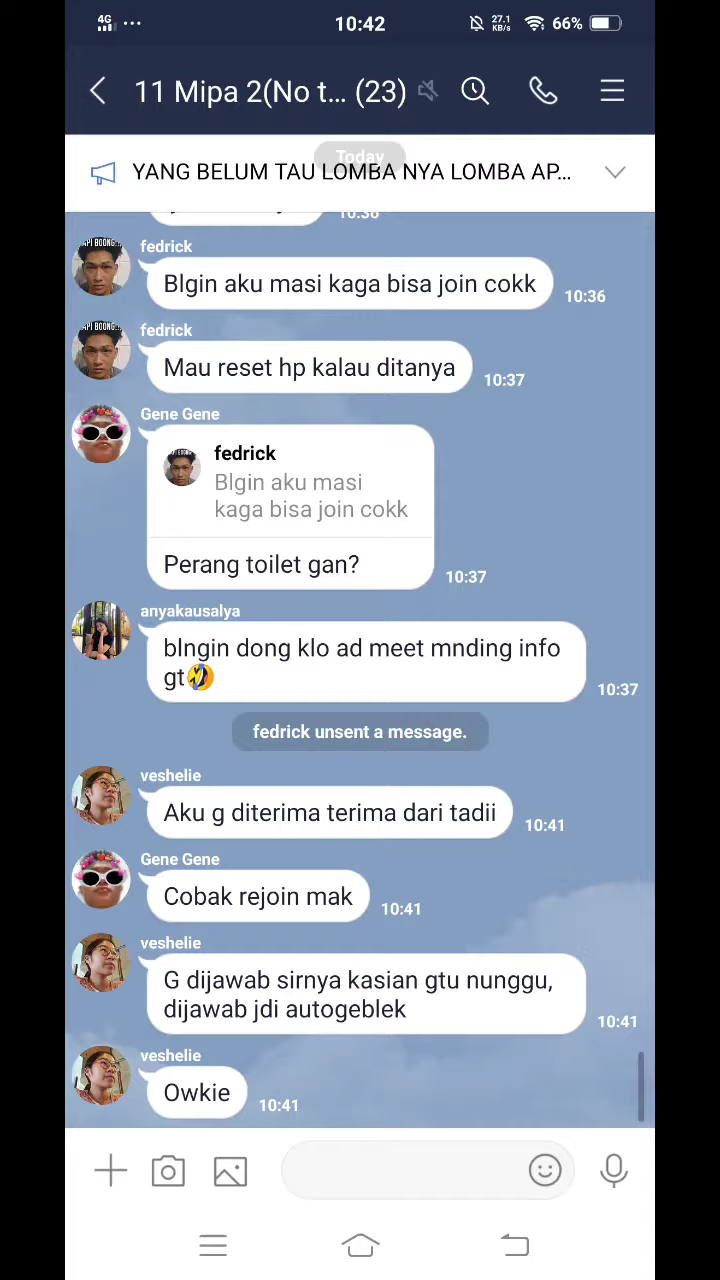 4G
10:42
27.1
KB/s
66%
11 Mipa 2(No t... (23)
Today
YANG BELUM TAU LOMBA NYA LOMBA AP...
10:36
fedrick
Blgin aku masi kaga bisa join cokk
10:36
fedrick
Mau reset hp kalau ditanya
10:37
Gene Gene
fedrick
Blgin aku masi
kaga bisa join cokk
Perang toilet gan?
10:37
anyakausalya
blngin dong klo ad meet mnding info
gt🤣
10:37
fedrick unsent a message.
veshelie
Aku g diterima terima dari tadii
10:41
Gene Gene
Cobak rejoin mak
10:41
veshelie
G dijawab sirnya kasian gtu nunggu,
dijawab jdi autogeblek
10:41
veshelie
Owkie
10:41